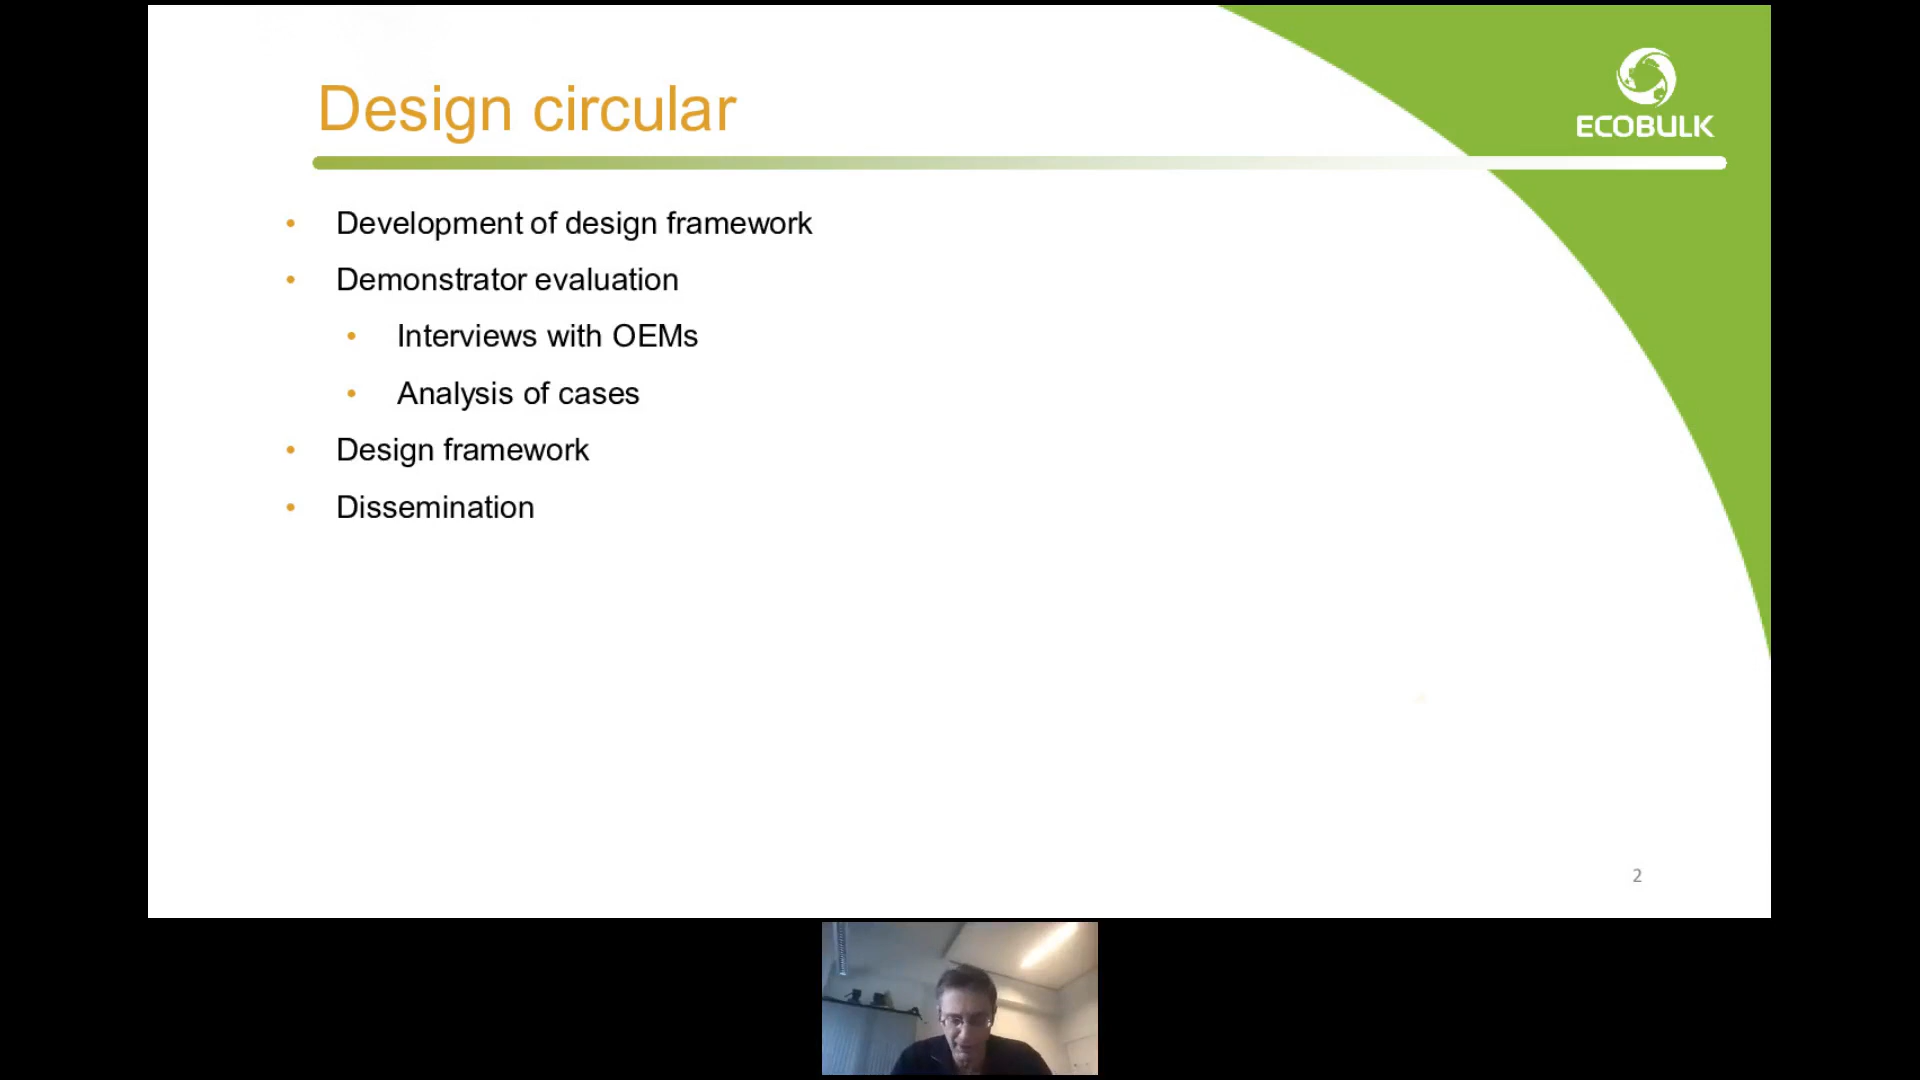 Design circular
ECOBULK
• Development of design framework
• Demonstrator evaluation
• Interviews with OEMs
• Analysis of cases
• Design framework
• Dissemination
2